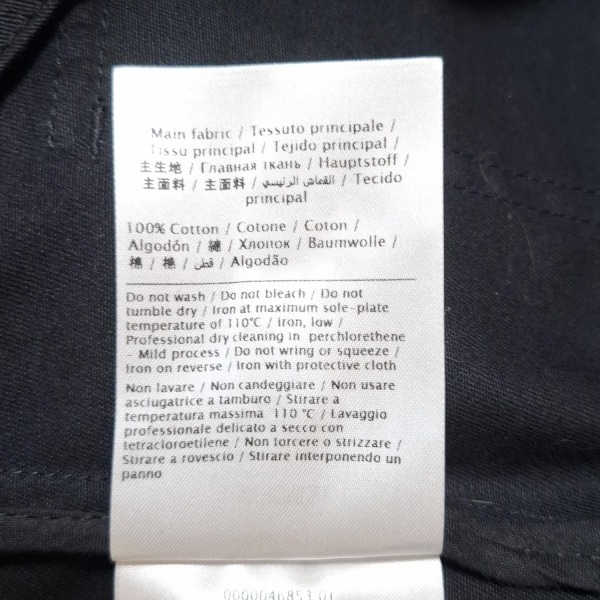 Main fabric / Tessuto principale /
Tissu principal / Tejido principal /
主生地 / Главная ткань / Hauptstoff /
主面料 / 主面料 / القماش الرئيسي / Tecido
principal
100% Cotton / Cotone / Coton /
Algodón / 綿 / Хлопок / Baumwolle /
棉 / 棉 / قطن / Algodão
Do not wash / Do not bleach / Do not
tumble dry / Iron at maximum sole-plate
temperature of 110°C / Iron, low /
Professional dry cleaning in perchlorethene
- Mild process / Do not wring or squeeze /
Iron on reverse / Iron with protective cloth
Non lavare / Non candeggiare / Non usare
asciugatrice a tamburo / Stirare a
temperatura massima 110 °C / Lavaggio
professionale delicato a secco con
tetracloroetilene / Non torcere o strizzare /
Stirare a rovescio / Stirare interponendo un
panno
0000046853 01